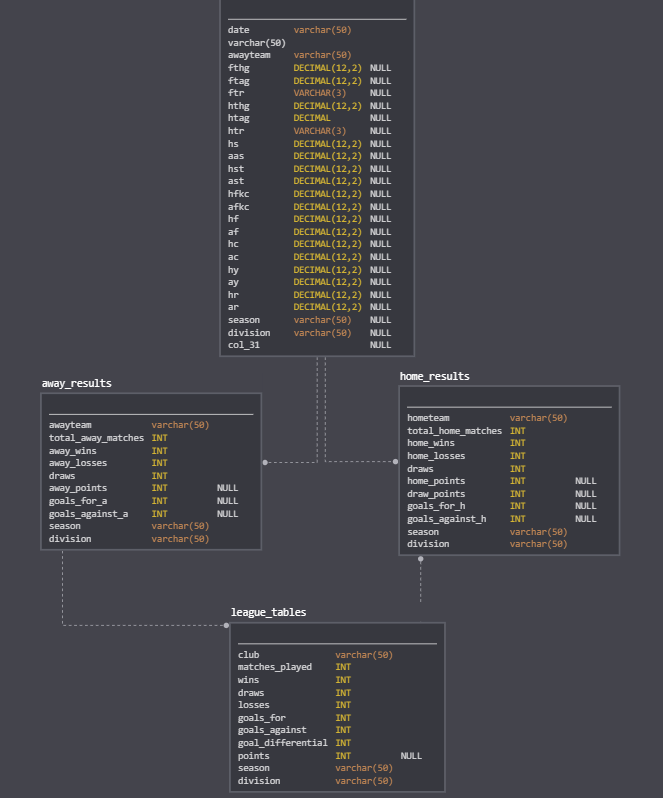 date varchar(50)
varchar(50)
awayteam varchar(50)
fthg DECIMAL(12,2) NULL
ftag DECIMAL(12,2) NULL
ftr VARCHAR(3) NULL
hthg DECIMAL(12,2) NULL
htag DECIMAL NULL
htr VARCHAR(3) NULL
hs DECIMAL(12,2) NULL
aas DECIMAL(12,2) NULL
hst DECIMAL(12,2) NULL
ast DECIMAL(12,2) NULL
hfkc DECIMAL(12,2) NULL
afkc DECIMAL(12,2) NULL
hf DECIMAL(12,2) NULL
af DECIMAL(12,2) NULL
hc DECIMAL(12,2) NULL
ac DECIMAL(12,2) NULL
hy DECIMAL(12,2) NULL
ay DECIMAL(12,2) NULL
hr DECIMAL(12,2) NULL
ar DECIMAL(12,2) NULL
season varchar(50) NULL
division varchar(50) NULL
col_31 NULL
away_results
awayteam varchar(50)
total_away_matches INT
away_wins INT
away_losses INT
draws INT
away_points INT NULL
goals_for_a INT NULL
goals_against_a INT NULL
season varchar(50)
division varchar(50)
home_results
hometeam varchar(50)
total_home_matches INT
home_wins INT
home_losses INT
draws INT
home_points INT NULL
draw_points INT NULL
goals_for_h INT NULL
goals_against_h INT NULL
season varchar(50)
division varchar(50)
league_tables
club varchar(50)
matches_played INT
wins INT
draws INT
losses INT
goals_for INT
goals_against INT
goal_differential INT
points INT NULL
season varchar(50)
division varchar(50)